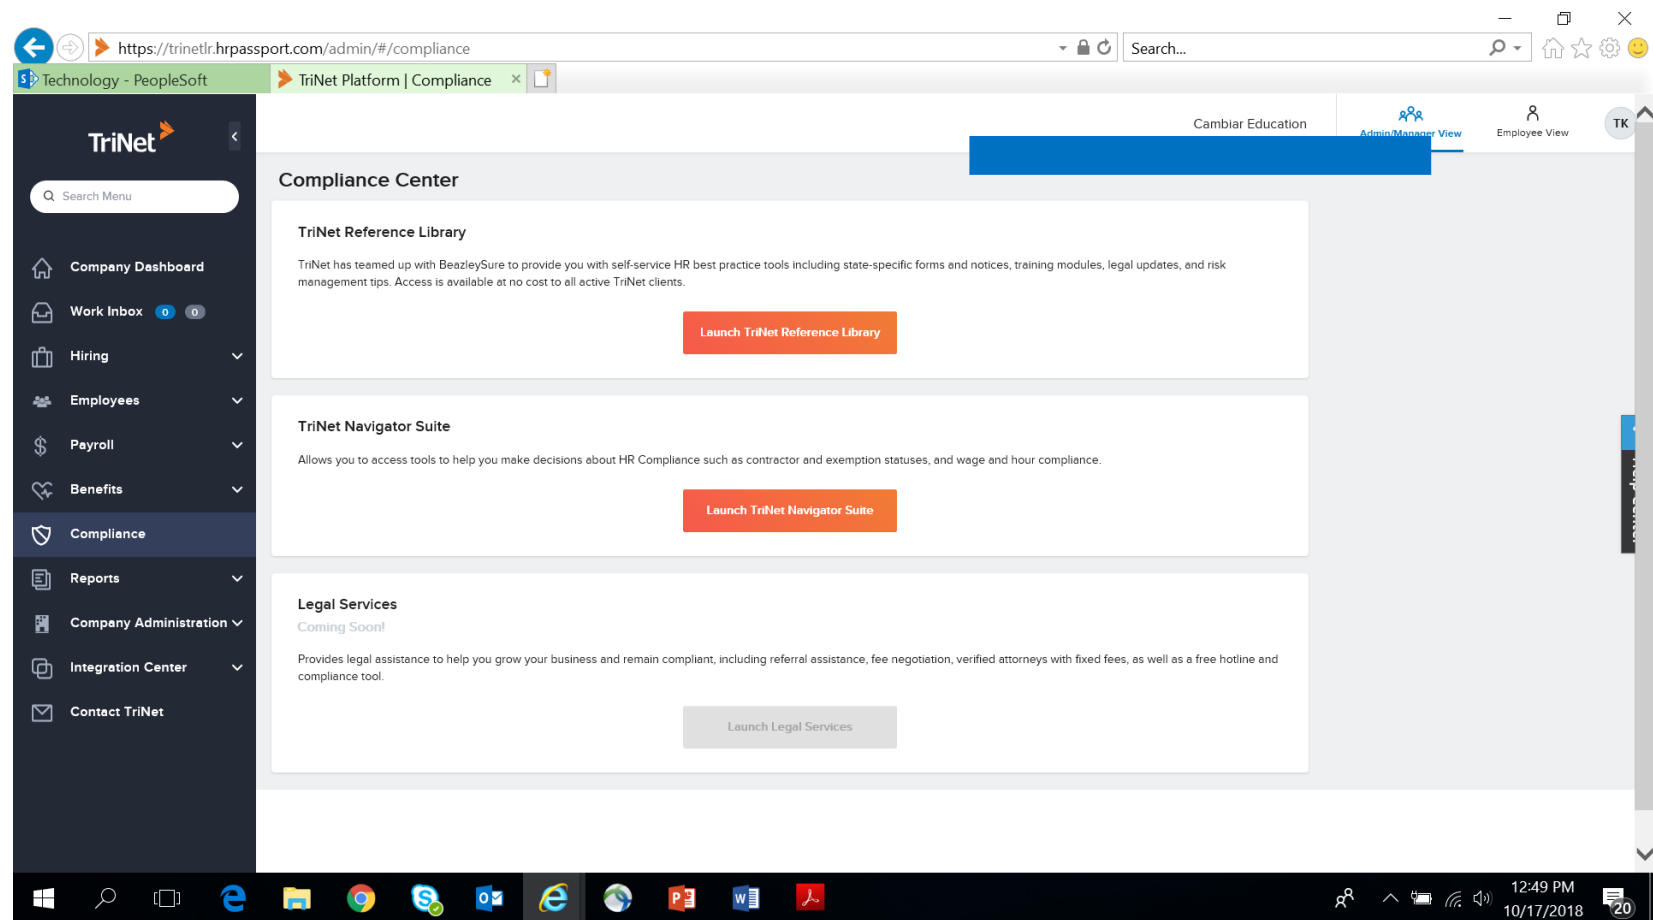 https://trinetlr.hrpassport.com/admin/#/compliance
Search...
Technology - PeopleSoft
TriNet Platform | Compliance
TriNet
Cambiar Education
Admin/Manager View
Employee View
TK
Search Menu
Compliance Center
TriNet Reference Library
TriNet has teamed up with BeazleySure to provide you with self-service HR best practice tools including state-specific forms and notices, training modules, legal updates, and risk
management tips. Access is available at no cost to all active TriNet clients.
Launch TriNet Reference Library
Company Dashboard
Work Inbox 0 0
Hiring
Employees
Payroll
Benefits
Compliance
Reports
Company Administration
Integration Center
Contact TriNet
TriNet Navigator Suite
Allows you to access tools to help you make decisions about HR Compliance such as contractor and exemption statuses, and wage and hour compliance.
Launch TriNet Navigator Suite
Legal Services
Coming Soon!
Provides legal assistance to help you grow your business and remain compliant, including referral assistance, fee negotiation, verified attorneys with fixed fees, as well as a free hotline and
compliance tool.
Launch Legal Services
12:49 PM
10/17/2018
20